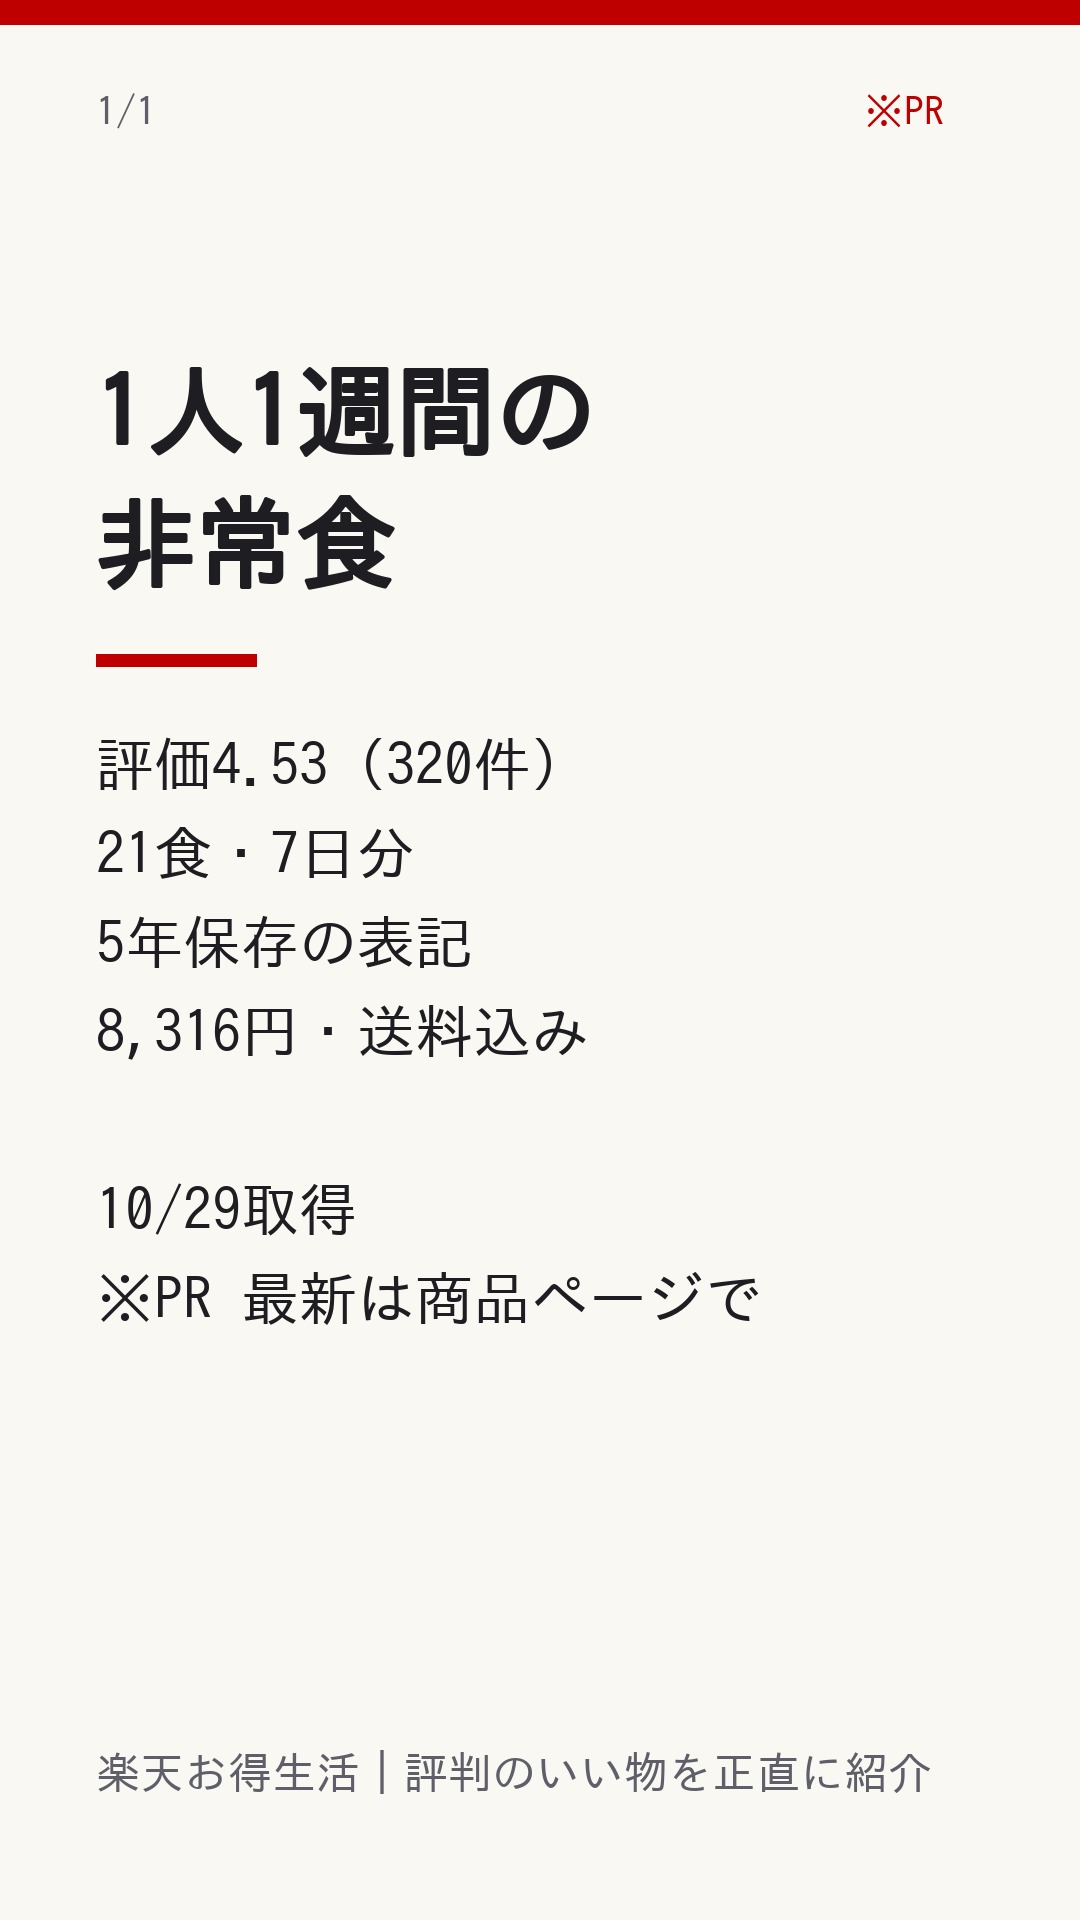 1/1
※PR
1人1週間の
非常食
評価4.53（320件）
21食・7日分
5年保存の表記
8,316円・送料込み
10/29取得
※PR 最新は商品ページで
楽天お得生活｜評判のいい物を正直に紹介